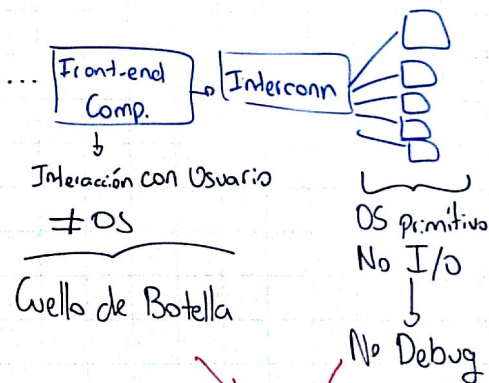 ... Front-end
Comp.
Interconn
Interacción con Usuario
≠ OS
Cuello de Botella
OS primitivo
No I/O
No Debug